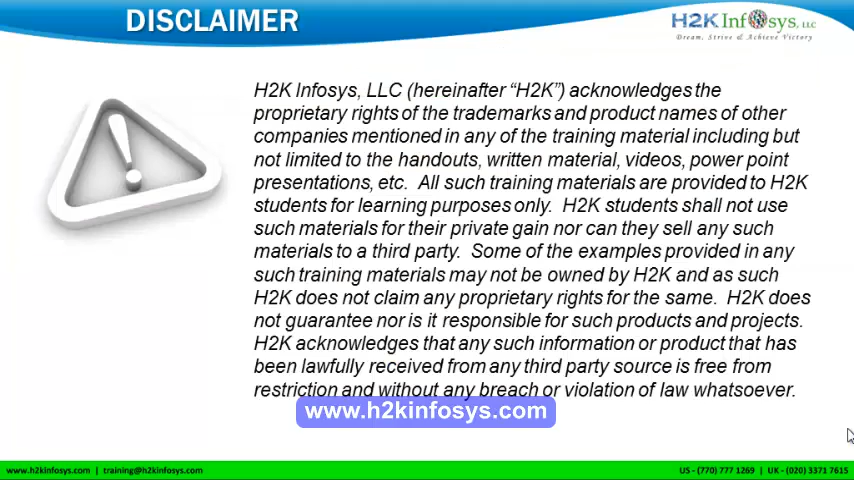 DISCLAIMER
H2K Infosys, LLC
Dream, Strive & Achieve Victory
H2K Infosys, LLC (hereinafter “H2K”) acknowledges the
proprietary rights of the trademarks and product names of other
companies mentioned in any of the training material including but
not limited to the handouts, written material, videos, power point
presentations, etc. All such training materials are provided to H2K
students for learning purposes only. H2K students shall not use
such materials for their private gain nor can they sell any such
materials to a third party. Some of the examples provided in any
such training materials may not be owned by H2K and as such
H2K does not claim any proprietary rights for the same. H2K does
not guarantee nor is it responsible for such products and projects.
H2K acknowledges that any such information or product that has
been lawfully received from any third party source is free from
restriction and without any breach or violation of law whatsoever.
www.h2kinfosys.com
www.h2kinfosys.com | training@h2kinfosys.com
US - (770) 777 1269 | UK - (020) 3371 7615